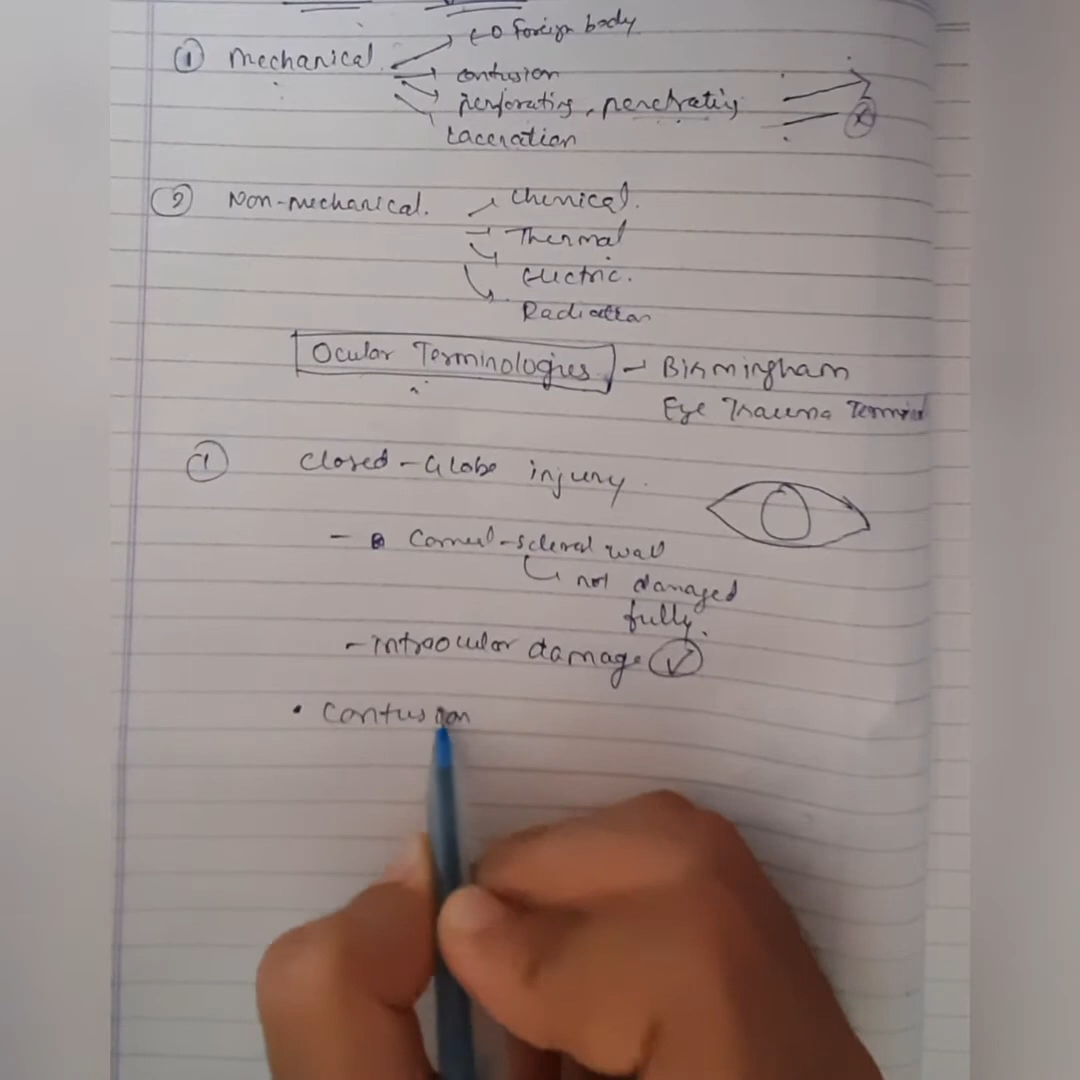 → Foreign body
① Mechanical → contusion
→ perforating, penetrating
Laceration
② Non-mechanical. → Chemical.
→ Thermal
Electric.
Radiation
Ocular Terminologies → Birmingham
Eye Trauma
① Closed-Globe injury.
- Corneal-scleral wall
↳ not damaged
fully.
- intraocular damage ✓
• Contusion